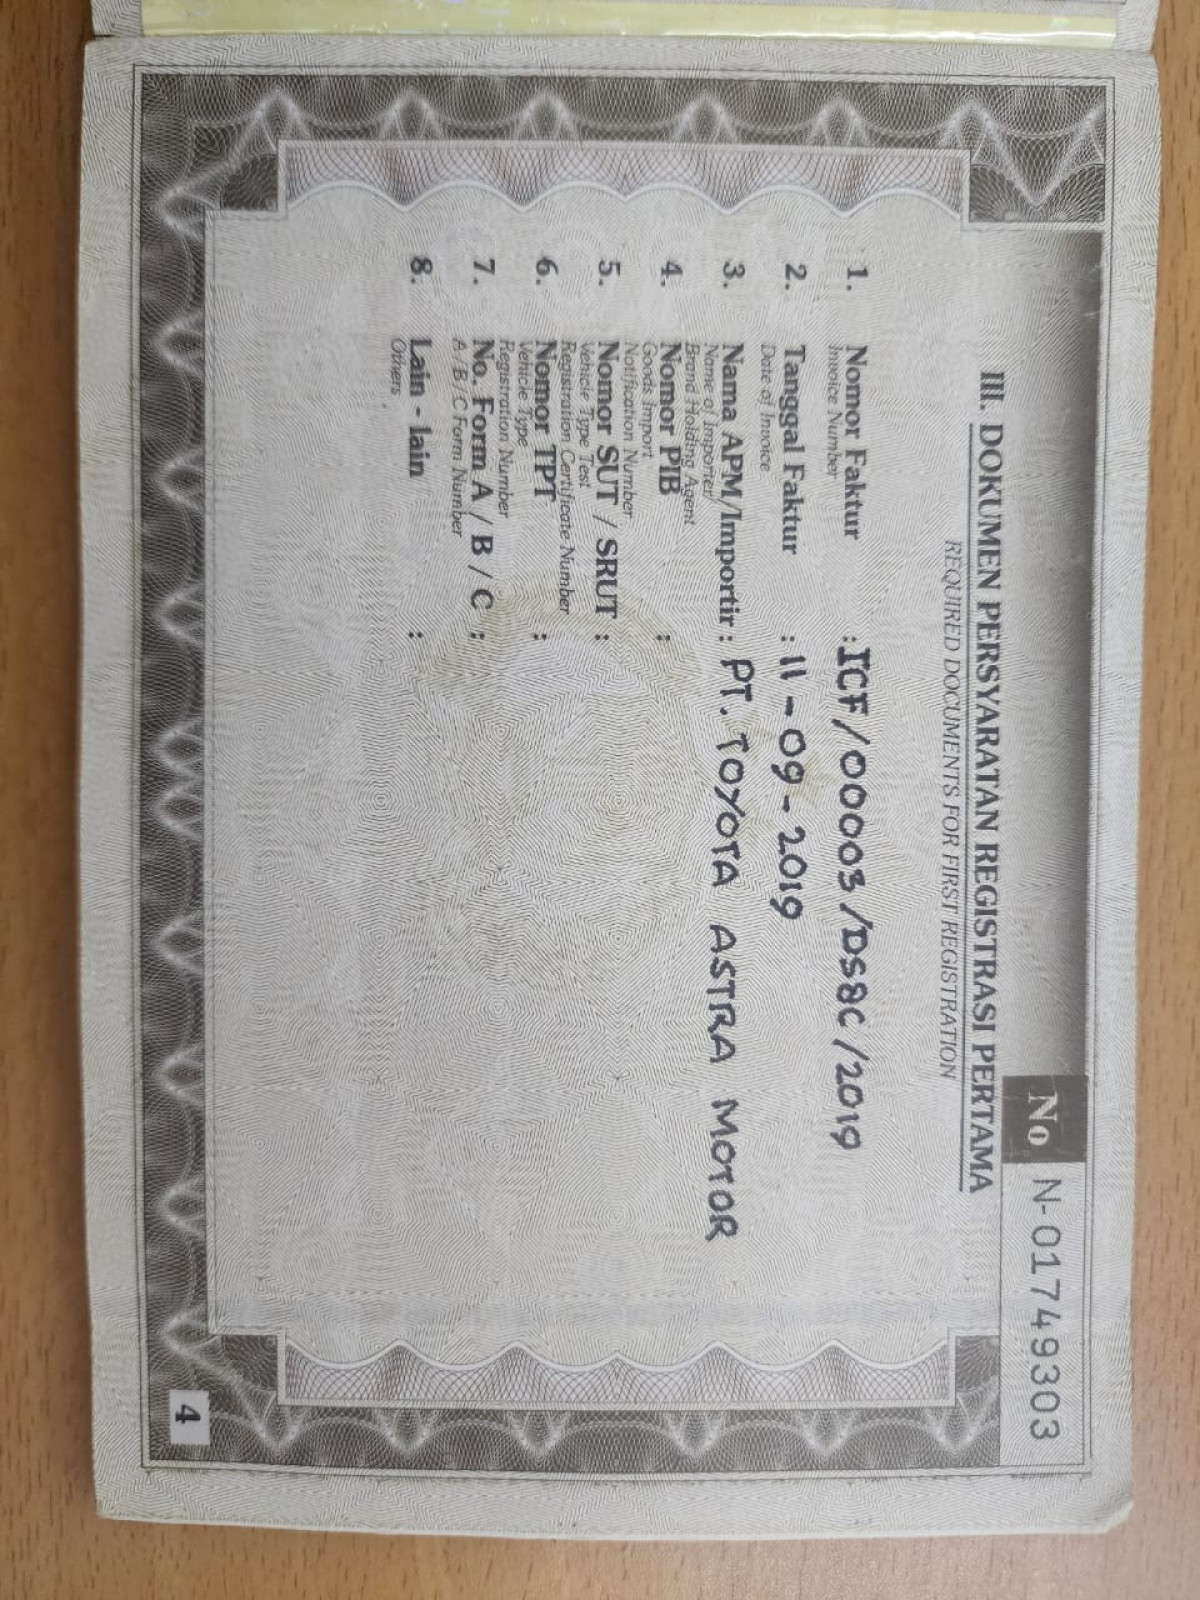 No N-01749303
III. DOKUMEN PERSYARATAN REGISTRASI PERTAMA
REQUIRED DOCUMENTS FOR FIRST REGISTRATION
1. Nomor Faktur : ICF/00003/DS8C/2019
Invoice Number
2. Tanggal Faktur : 11-09-2019
Date of Invoice
3. Nama APM/Importir : PT. TOYOTA ASTRA MOTOR
Name of Importer/
Brand Holding Agent
4. Nomor PIB :
Goods Import
Notification Number
5. Nomor SUT / SRUT :
Vehicle Type Test
Registration Certificate Number
6. Nomor TPT :
Vehicle Type
Registration Number
7. No. Form A / B / C :
A / B / C Form Number
8. Lain - lain :
Others
4